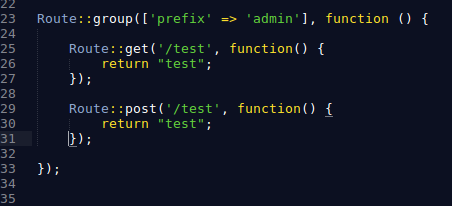 22
23 Route::group(['prefix' => 'admin'], function () {
24
25     Route::get('/test', function() {
26         return "test";
27     });
28
29     Route::post('/test', function() {
30         return "test";
31     });
32
33 });
34
35